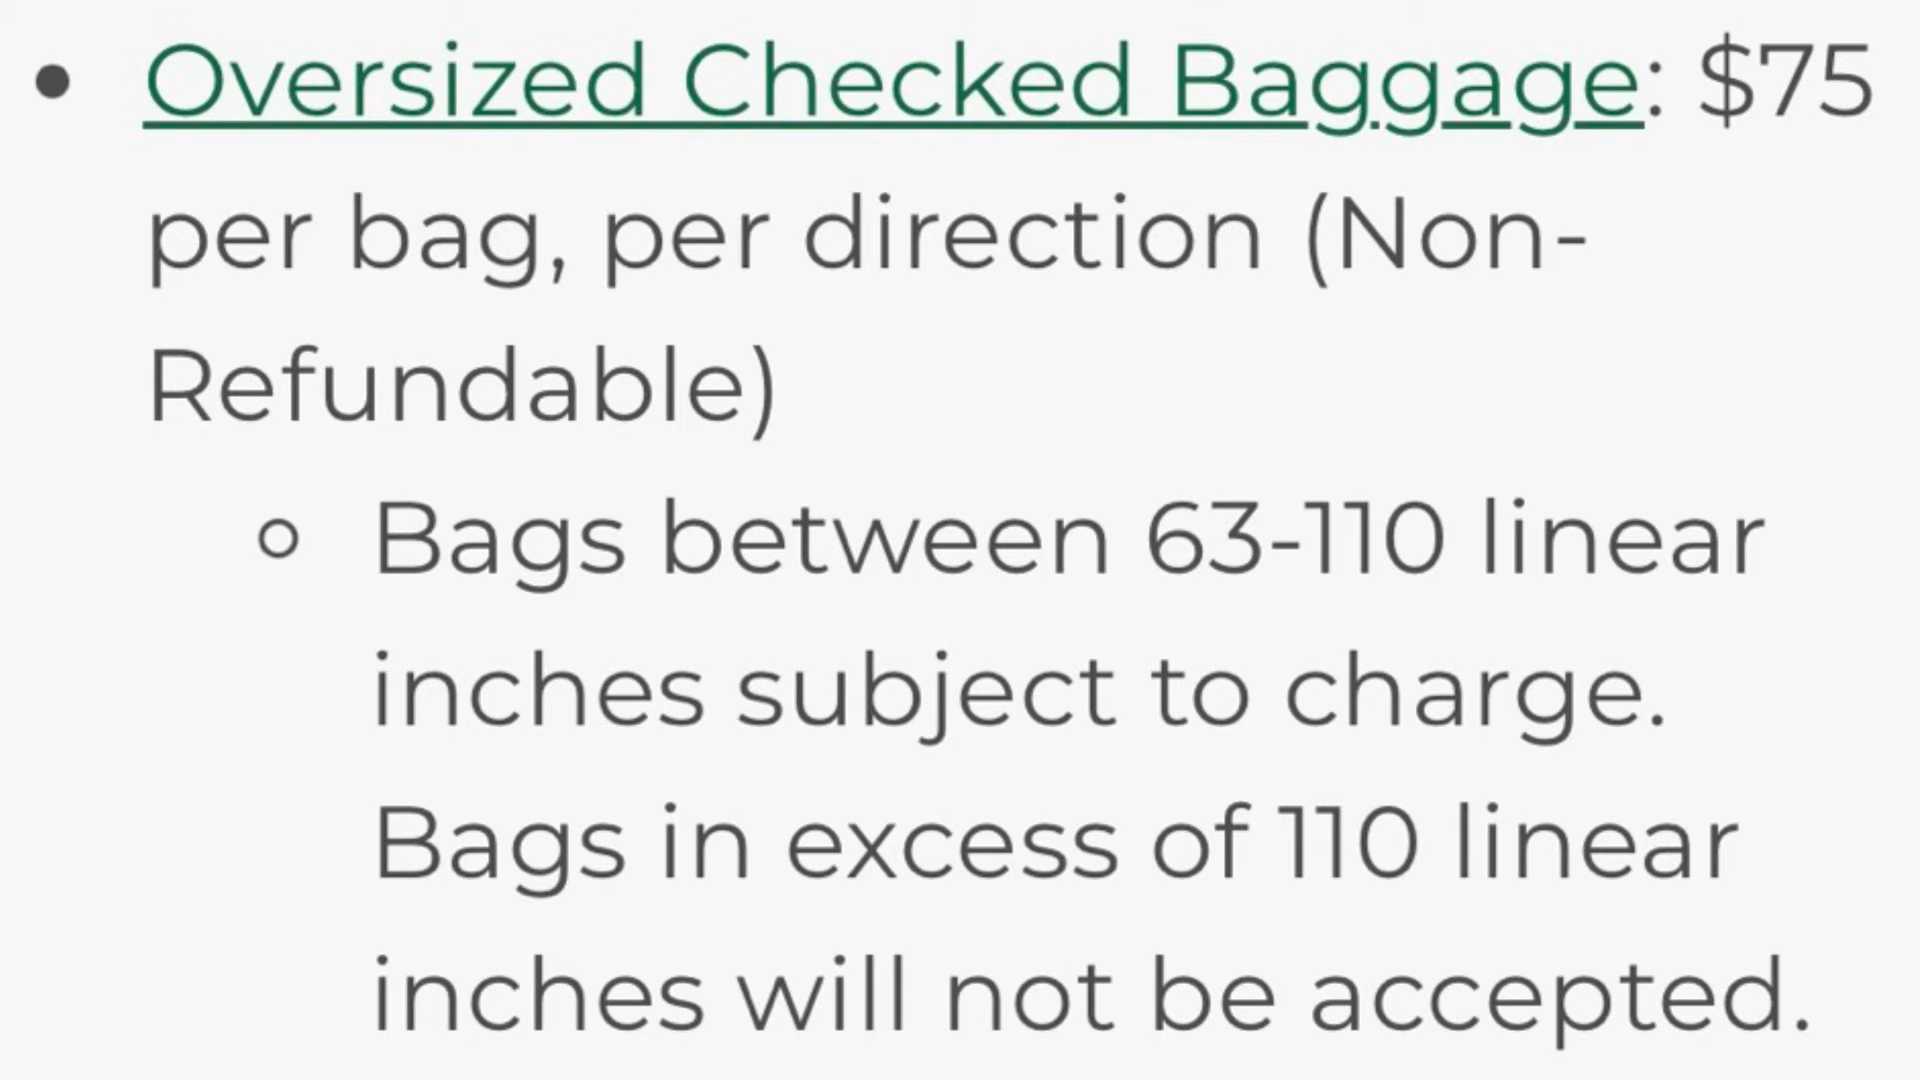 • Oversized Checked Baggage: $75
per bag, per direction (Non-
Refundable)
○ Bags between 63-110 linear
inches subject to charge.
Bags in excess of 110 linear
inches will not be accepted.